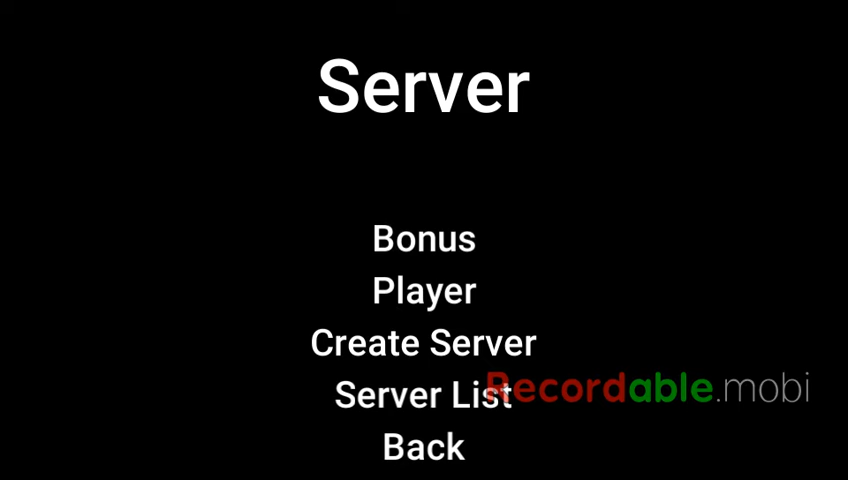 Server
Bonus
Player
Create Server
Server List
Recordable.mobi
Back